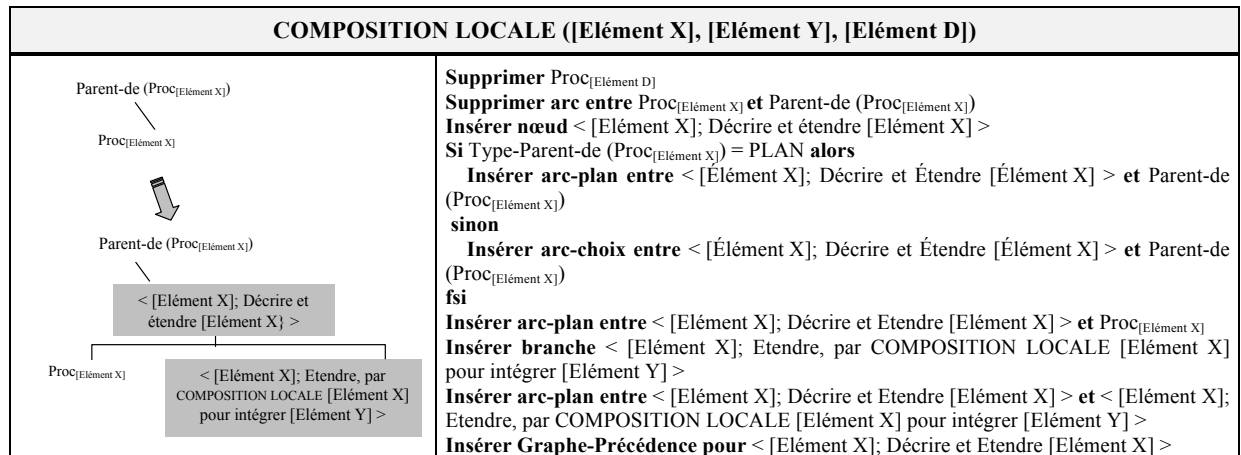 COMPOSITION LOCALE ([Elément X], [Elément Y], [Elément D])
Parent-de (Proc[Elément X])
Proc[Elément X]
Parent-de (Proc[Elément X])
< [Elément X]; Décrire et
étendre [Elément X} >
Proc[Elément X]
< [Elément X]; Etendre, par
COMPOSITION LOCALE [Elément X]
pour intégrer [Elément Y] >
Supprimer Proc[Elément D]
Supprimer arc entre Proc[Elément X] et Parent-de (Proc[Elément X])
Insérer nœud < [Elément X]; Décrire et étendre [Elément X] >
Si Type-Parent-de (Proc[Elément X]) = PLAN alors
Insérer arc-plan entre < [Élément X]; Décrire et Étendre [Élément X] > et Parent-de
(Proc[Elément X])
sinon
Insérer arc-choix entre < [Élément X]; Décrire et Étendre [Élément X] > et Parent-de
(Proc[Elément X])
fsi
Insérer arc-plan entre < [Elément X]; Décrire et Etendre [Elément X] > et Proc[Elément X]
Insérer branche < [Elément X]; Etendre, par COMPOSITION LOCALE [Elément X]
pour intégrer [Elément Y] >
Insérer arc-plan entre < [Elément X]; Décrire et Etendre [Elément X] > et < [Elément X];
Etendre, par COMPOSITION LOCALE [Elément X] pour intégrer [Elément Y] >
Insérer Graphe-Précédence pour < [Elément X]; Décrire et Etendre [Elément X] >